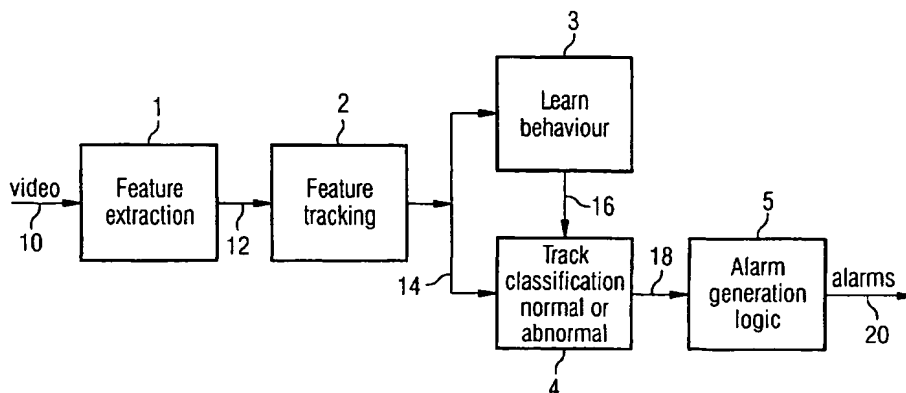 3
Learn
behaviour
1
2
video
10
Feature
extraction
12
Feature
tracking
16
5
14
Track
classification
normal or
abnormal
18
Alarm
generation
logic
alarms
20
4